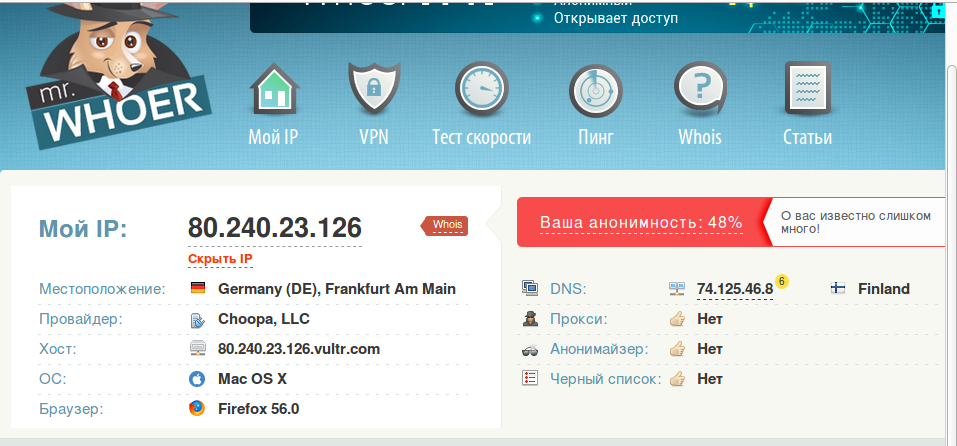 Анонимный
Открывает доступ
mr.
WHOER
Мой IP
VPN
Тест скорости
Пинг
Whois
Статьи
Мой IP:
80.240.23.126
Whois
Скрыть IP
Местоположение:
Germany (DE), Frankfurt Am Main
Провайдер:
Choopa, LLC
Хост:
80.240.23.126.vultr.com
ОС:
Mac OS X
Браузер:
Firefox 56.0
Ваша анонимность: 48%
О вас известно слишком
много!
DNS:
74.125.46.8
6
Finland
Прокси:
Нет
Анонимайзер:
Нет
Черный список:
Нет